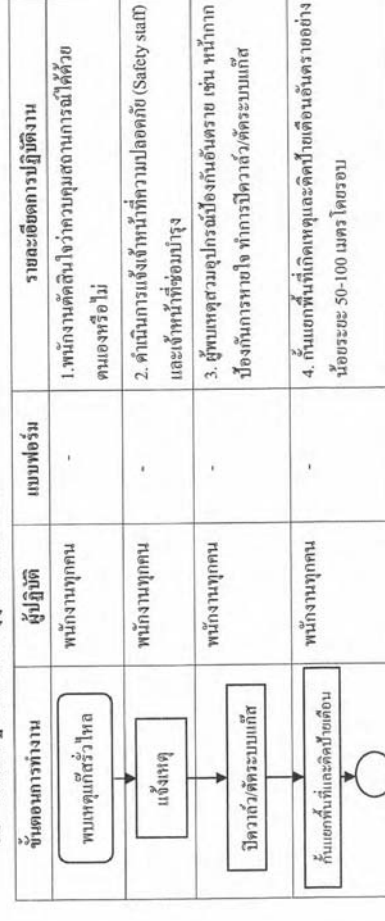 ขั้นตอนการทำงาน
ผู้ปฏิบัติ
แบบฟอร์ม
รายละเอียดการปฏิบัติงาน
พบเหตุแก๊สรั่วไหล
พนักงานทุกคน
-
1.พนักงานตัดสินใจว่าควบคุมสถานการณ์ได้ด้วย
ตนเองหรือไม่
แจ้งเหตุ
พนักงานทุกคน
-
2. ดำเนินการแจ้งเจ้าหน้าที่ความปลอดภัย (Safety staff)
และเจ้าหน้าที่ซ่อมบำรุง
ปิดวาล์ว/ตัดระบบแก๊ส
พนักงานทุกคน
-
3. ผู้พบเหตุสวมอุปกรณ์ป้องกันอันตราย เช่น หน้ากาก
ป้องกันการหายใจ ทำการปิดวาล์ว/ตัดระบบแก๊ส
กั้นแยกพื้นที่และติดป้ายเตือน
พนักงานทุกคน
-
4. กั้นแยกพื้นที่เกิดเหตุและติดป้ายเตือนอันตรายอย่าง
น้อยระยะ 50-100 เมตร โดยรอบ